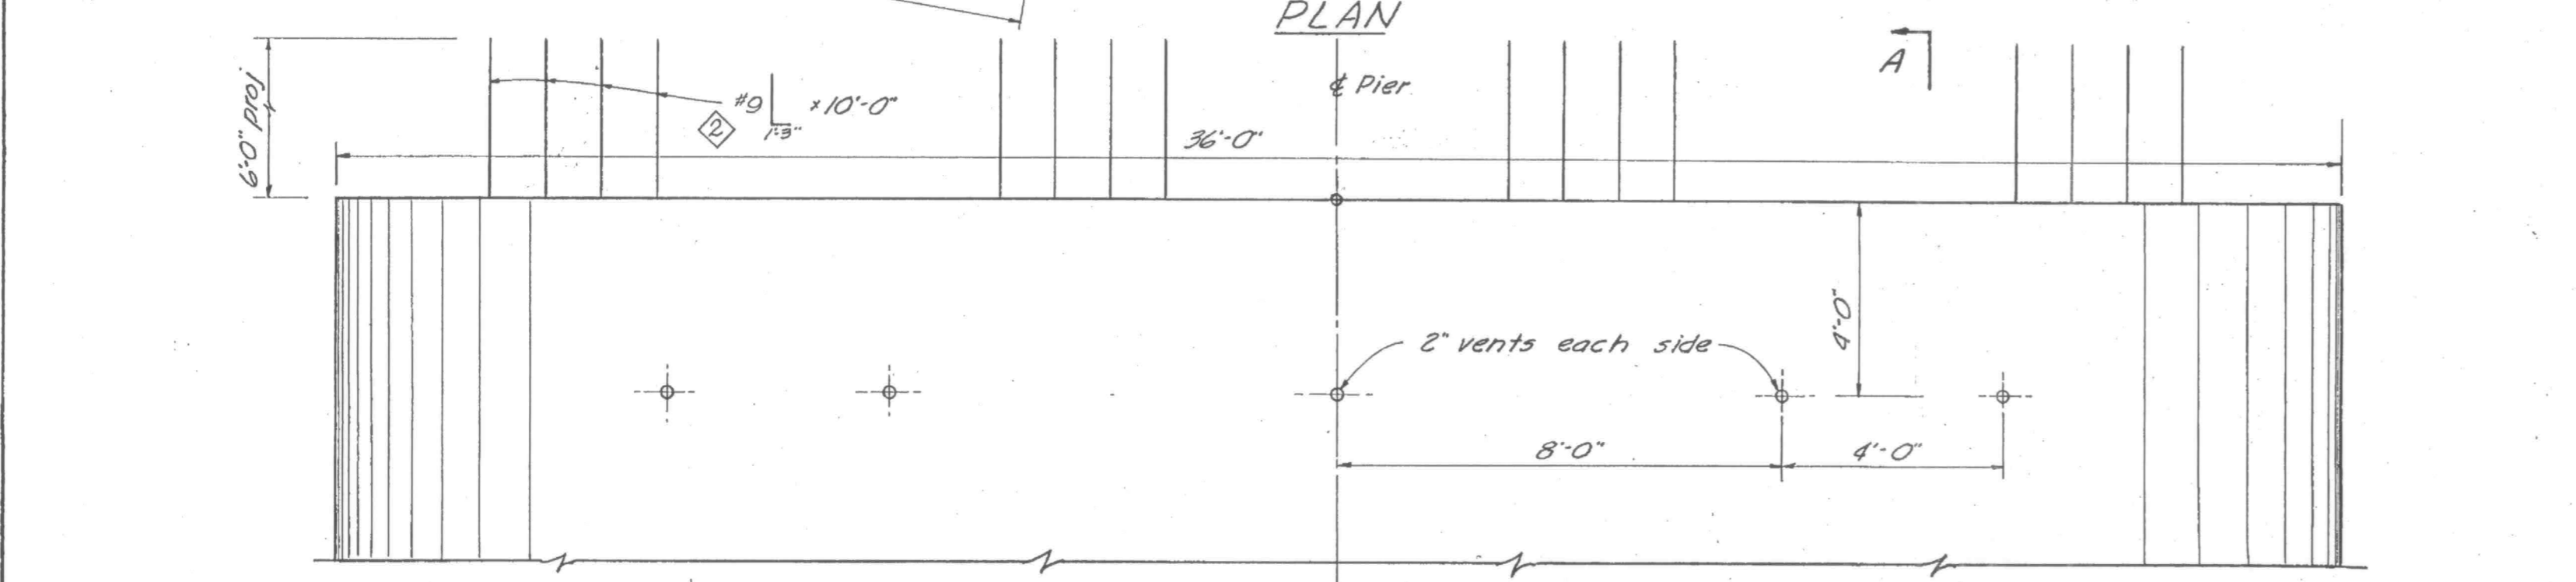 PLAN
A
℄ Pier
6'-0" proj.
#9 ×10'-0"
2
1'-3"
36'-0"
2" vents each side
4'-0"
8'-0"
4'-0"